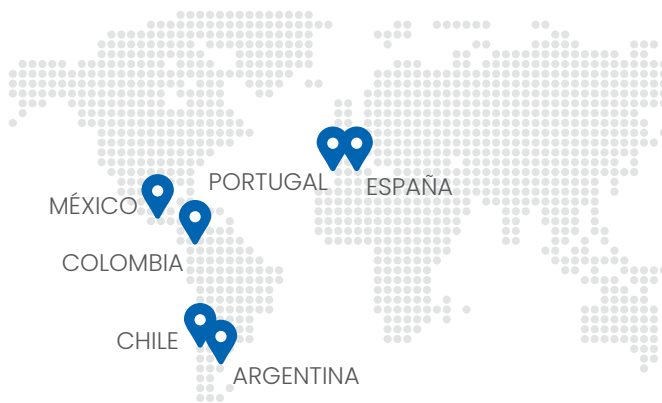 PORTUGAL
ESPAÑA
MÉXICO
COLOMBIA
CHILE
ARGENTINA